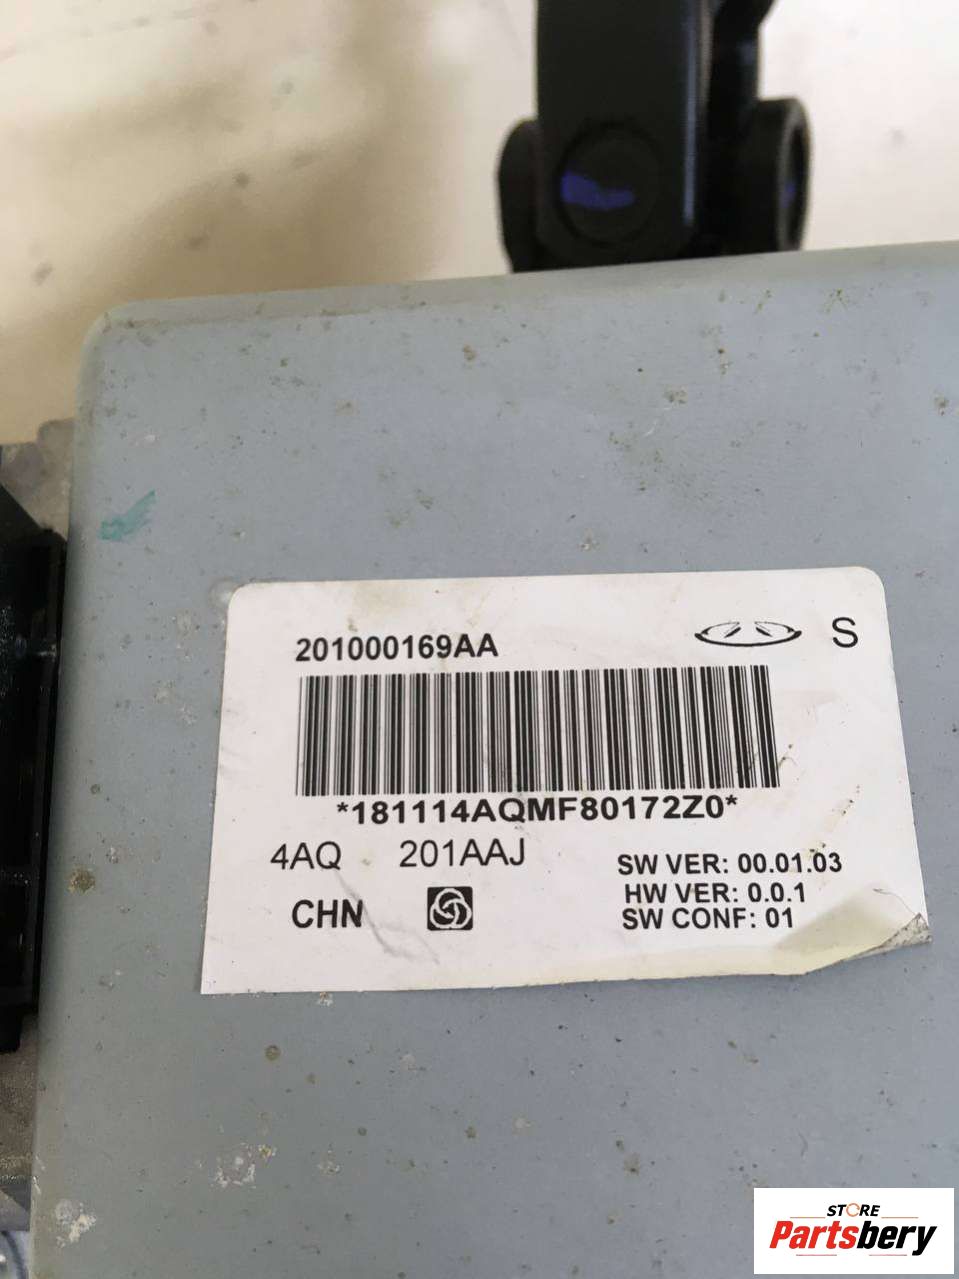 201000169AA
S
*181114AQMF80172Z0*
4AQ 201AAJ
SW VER: 00.01.03
HW VER: 0.0.1
SW CONF: 01
CHN
STORE
Partsbery